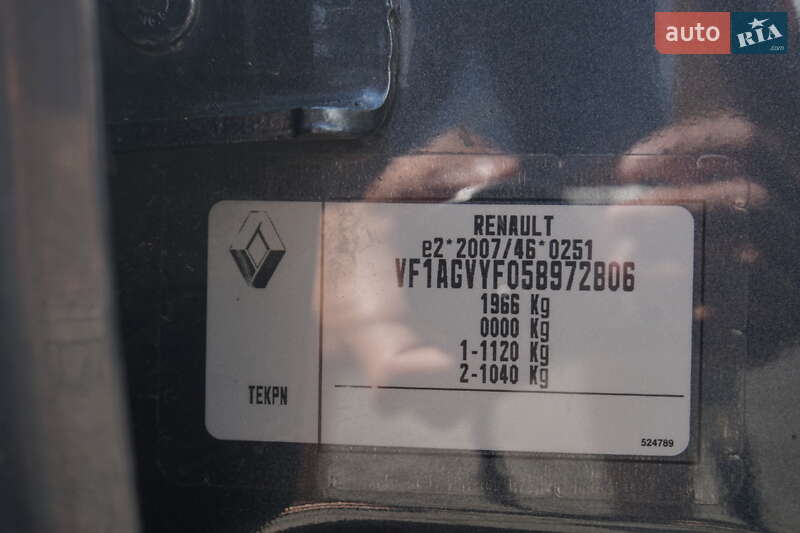 auto
RIA
.com
RENAULT
e2*2007/46*0251
VF1AGVYF058972806
1966 Kg
0000 Kg
1-1120 Kg
2-1040 Kg
TEKPN
524789